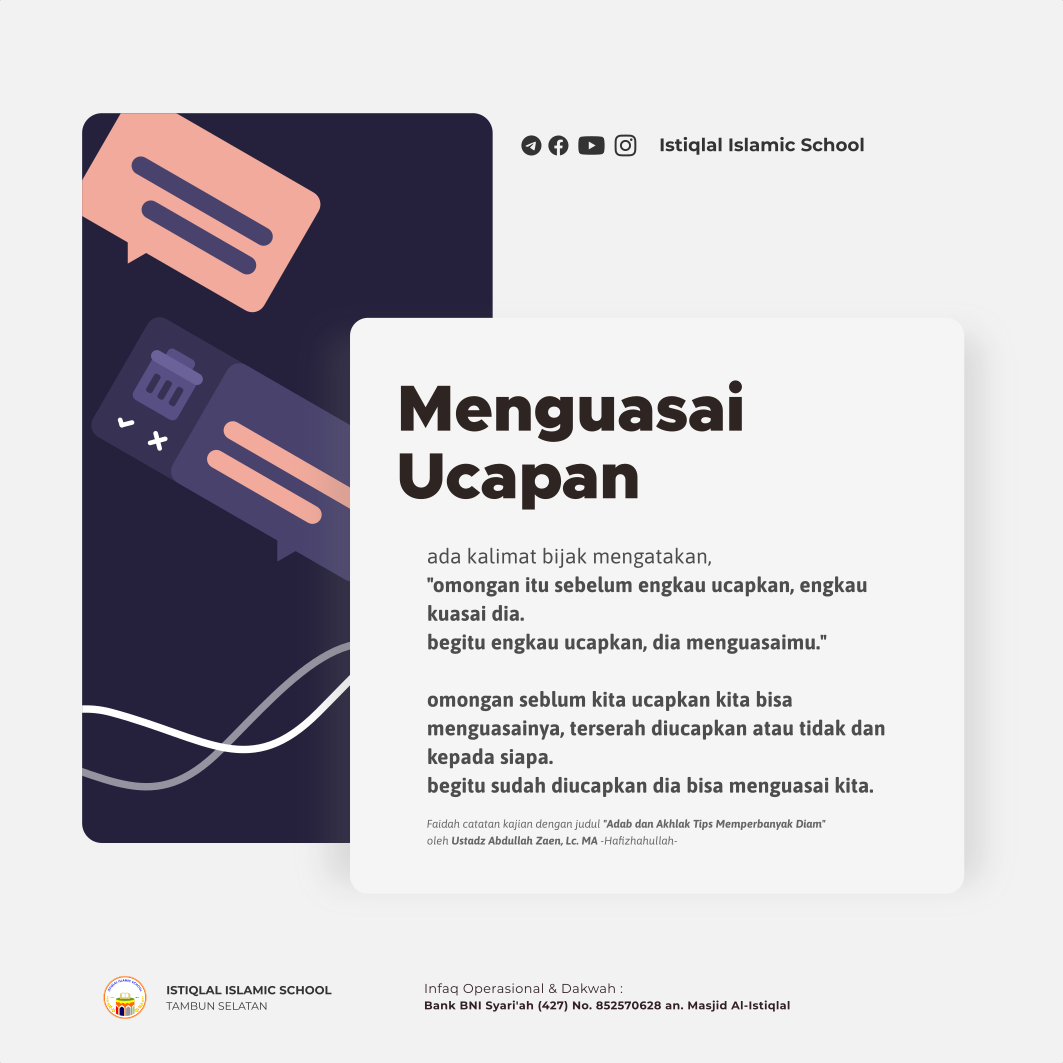 Istiqlal Islamic School
Menguasai
Ucapan
ada kalimat bijak mengatakan,
"omongan itu sebelum engkau ucapkan, engkau
kuasai dia.
begitu engkau ucapkan, dia menguasaimu."
omongan seblum kita ucapkan kita bisa
menguasainya, terserah diucapkan atau tidak dan
kepada siapa.
begitu sudah diucapkan dia bisa menguasai kita.
Faidah catatan kajian dengan judul "Adab dan Akhlak Tips Memperbanyak Diam"
oleh Ustadz Abdullah Zaen, Lc. MA -Hafizhahullah-
ISTIQLAL ISLAMIC SCHOOL
TAMBUN SELATAN
Infaq Operasional & Dakwah :
Bank BNI Syari'ah (427) No. 852570628 an. Masjid Al-Istiqlal